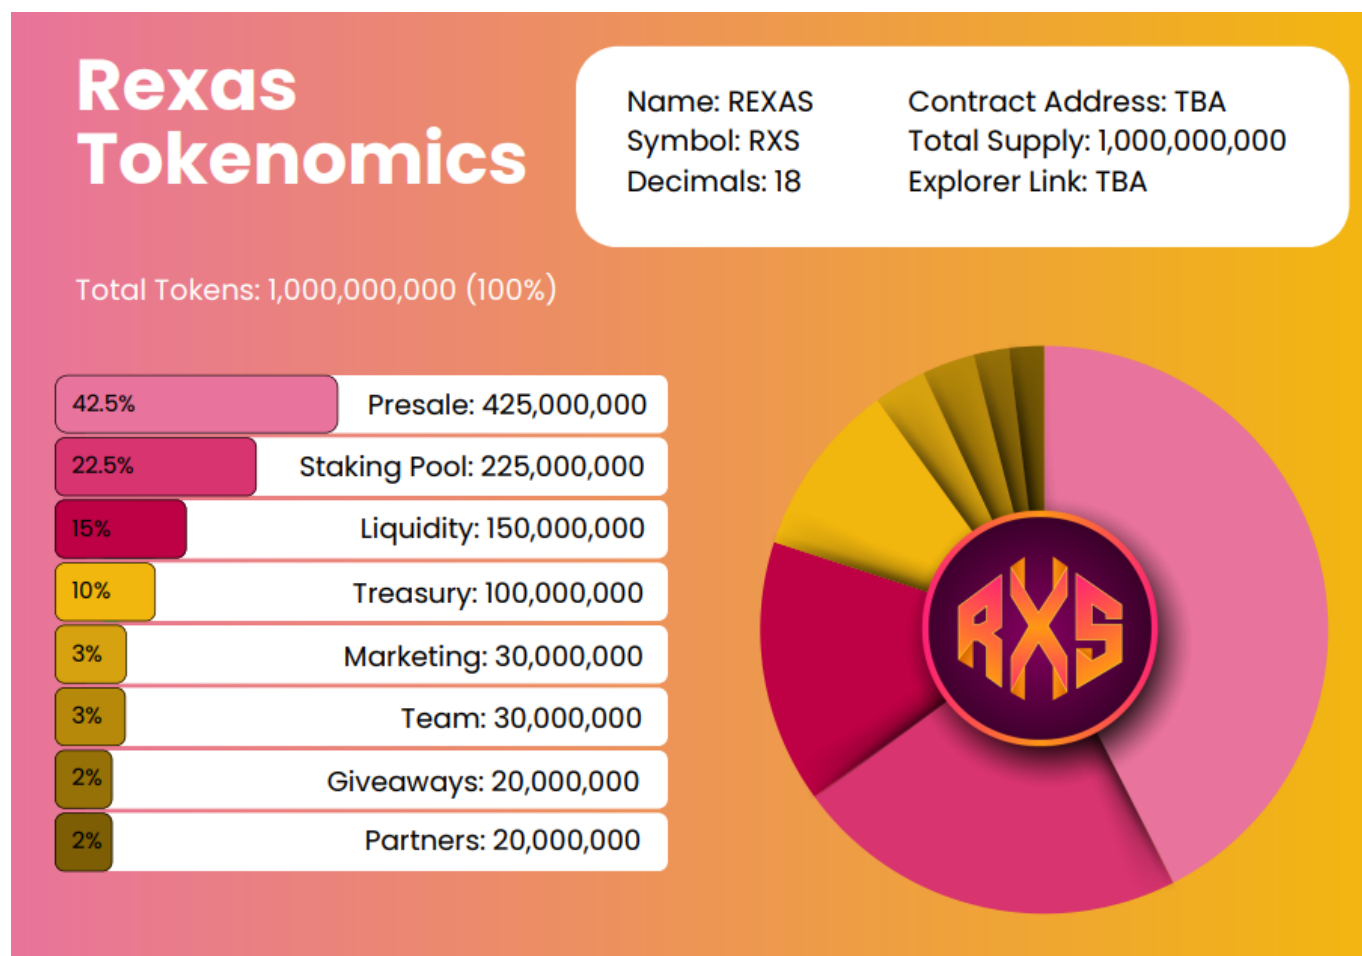 Rexas
Tokenomics
Name: REXAS
Symbol: RXS
Decimals: 18
Contract Address: TBA
Total Supply: 1,000,000,000
Explorer Link: TBA
Total Tokens: 1,000,000,000 (100%)
42.5% Presale: 425,000,000
22.5% Staking Pool: 225,000,000
15% Liquidity: 150,000,000
10% Treasury: 100,000,000
3% Marketing: 30,000,000
3% Team: 30,000,000
2% Giveaways: 20,000,000
2% Partners: 20,000,000
RXS